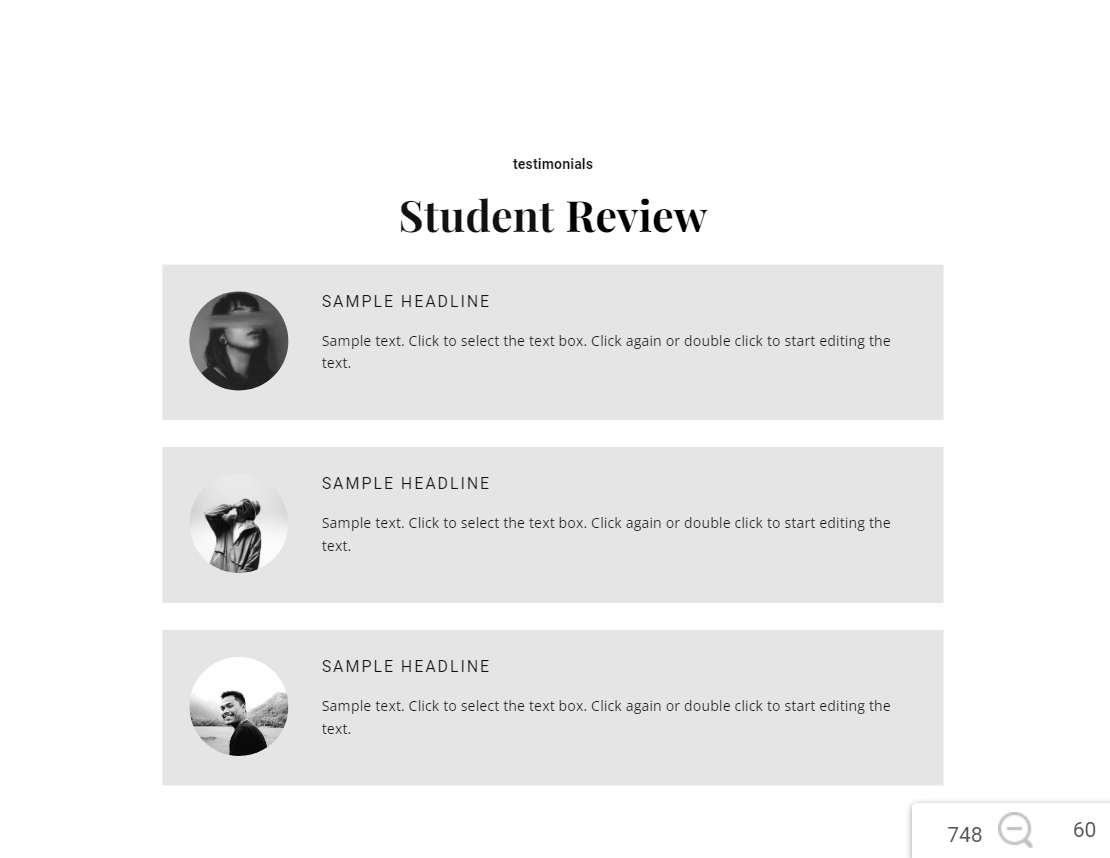 testimonials
Student Review
SAMPLE HEADLINE
Sample text. Click to select the text box. Click again or double click to start editing the
text.
SAMPLE HEADLINE
Sample text. Click to select the text box. Click again or double click to start editing the
text.
SAMPLE HEADLINE
Sample text. Click to select the text box. Click again or double click to start editing the
text.
748 60